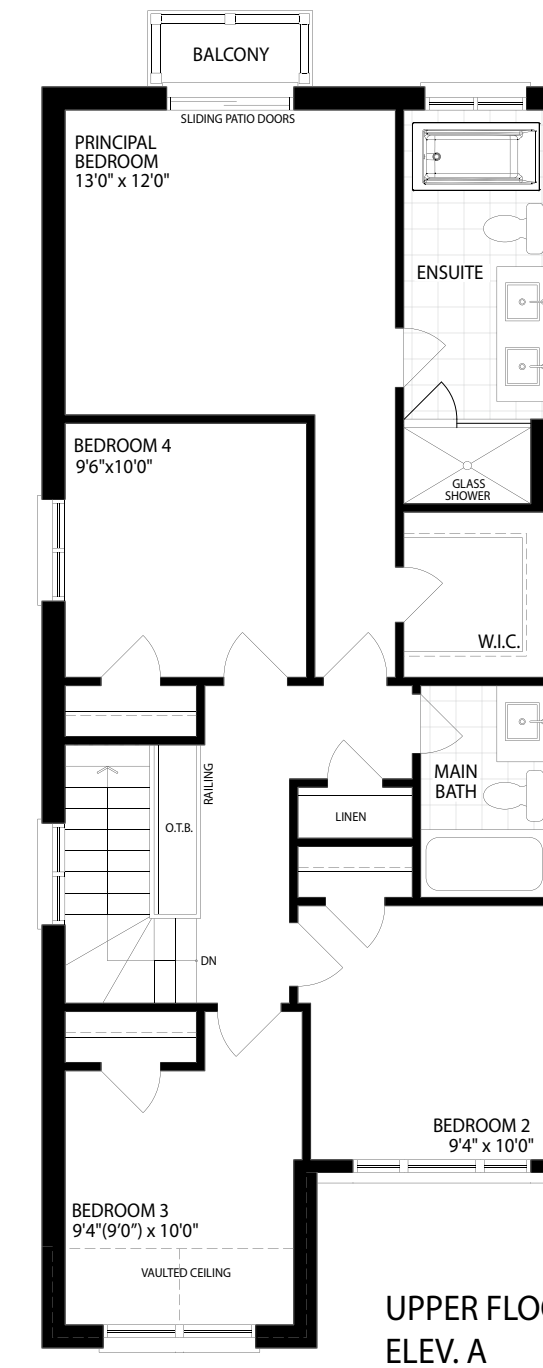 BALCONY
SLIDING PATIO DOORS
PRINCIPAL
BEDROOM
13'0" x 12'0"
ENSUITE
BEDROOM 4
9'6"x10'0"
GLASS
SHOWER
W.I.C.
MAIN
BATH
RAILING
O.T.B.
LINEN
DN
BEDROOM 2
9'4" x 10'0"
BEDROOM 3
9'4"(9'0") x 10'0"
VAULTED CEILING
UPPER FLO
ELEV. A